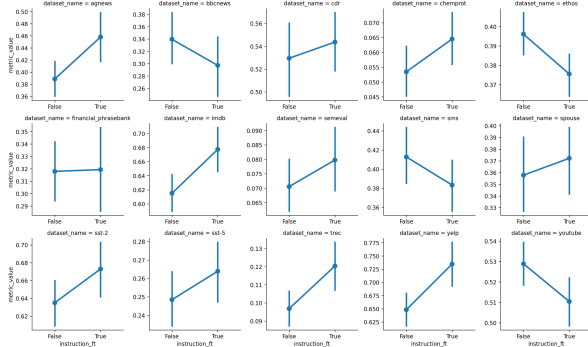 dataset_name = agnews
dataset_name = bbcnews
dataset_name = cdr
dataset_name = chemprot
dataset_name = ethos
metric_value
0.50
0.48
0.46
0.44
0.42
0.40
0.38
0.36
0.38
0.36
0.34
0.32
0.30
0.28
0.26
0.56
0.54
0.52
0.50
0.070
0.065
0.060
0.055
0.050
0.045
0.40
0.39
0.38
0.37
0.36
False True
False True
False True
False True
False True
dataset_name = financial_phrasebank
dataset_name = imdb
dataset_name = semeval
dataset_name = sms
dataset_name = spouse
metric_value
0.35
0.34
0.33
0.32
0.31
0.30
0.29
0.70
0.68
0.66
0.64
0.62
0.60
0.090
0.085
0.080
0.075
0.070
0.065
0.44
0.42
0.40
0.38
0.36
0.40
0.39
0.38
0.37
0.36
0.35
0.34
0.33
False True
False True
False True
False True
False True
dataset_name = sst-2
dataset_name = sst-5
dataset_name = trec
dataset_name = yelp
dataset_name = youtube
metric_value
0.70
0.68
0.66
0.64
0.62
0.28
0.27
0.26
0.25
0.24
0.13
0.12
0.11
0.10
0.09
0.775
0.750
0.725
0.700
0.675
0.650
0.625
0.54
0.53
0.52
0.51
0.50
False True
False True
False True
False True
False True
instruction_ft
instruction_ft
instruction_ft
instruction_ft
instruction_ft